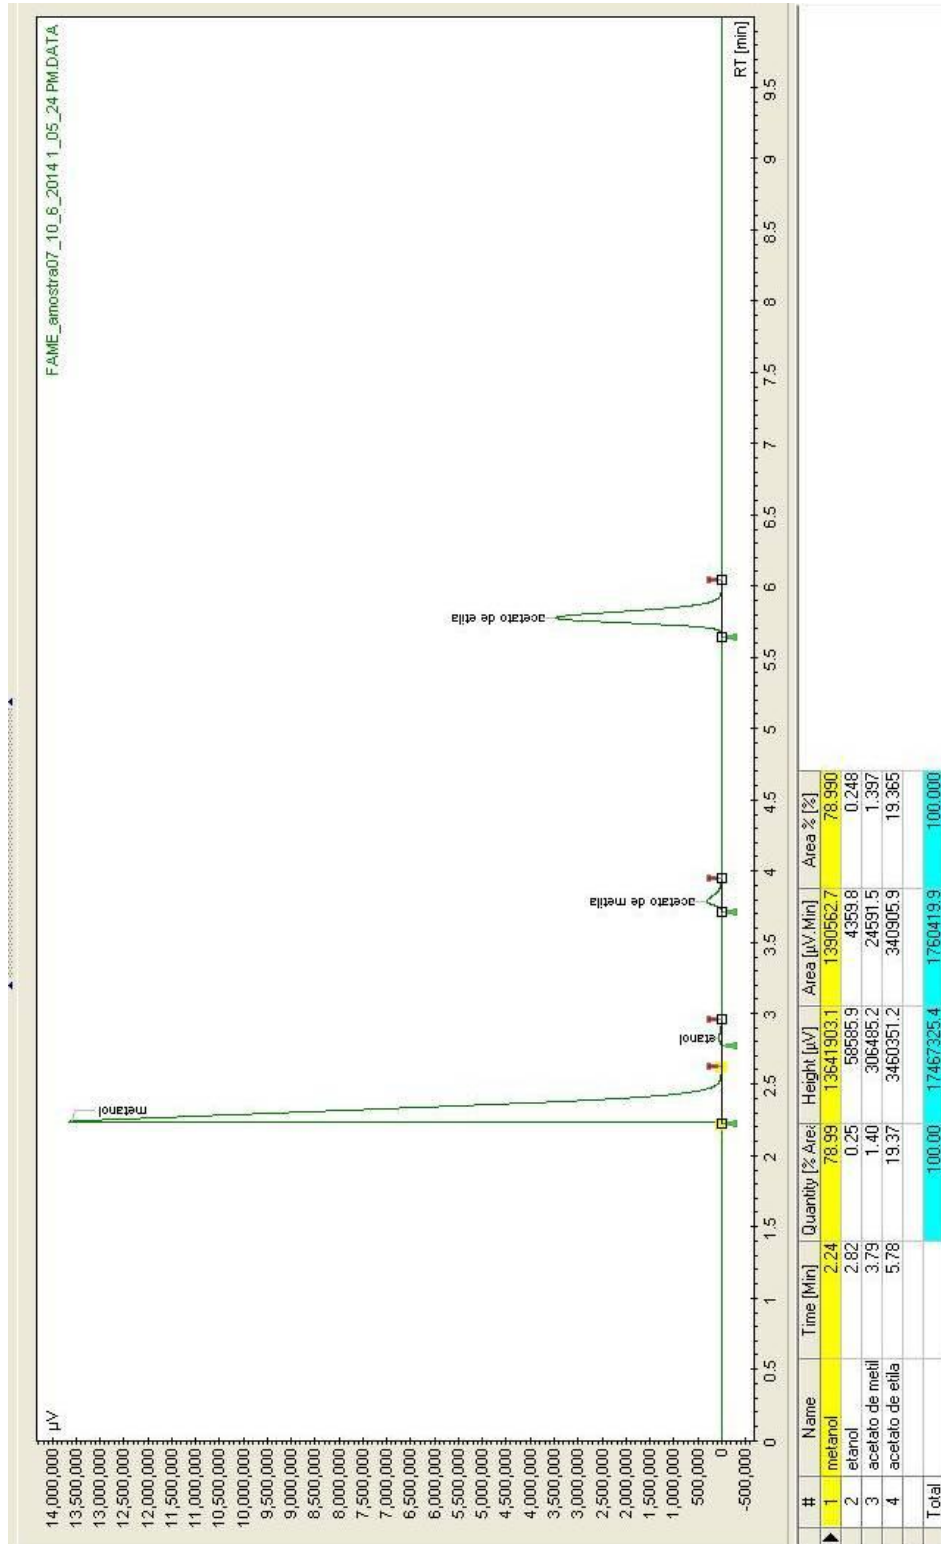 FAME_amostra07_10_6_2014 1_05_24 PM.DATA
µV
14,000,000
13,500,000
13,000,000
12,500,000
12,000,000
11,500,000
11,000,000
10,500,000
10,000,000
9,500,000
9,000,000
8,500,000
8,000,000
7,500,000
7,000,000
6,500,000
6,000,000
5,500,000
5,000,000
4,500,000
4,000,000
3,500,000
3,000,000
2,500,000
2,000,000
1,500,000
1,000,000
500,000
0
-500,000
metanol
etanol
acetato de metila
acetato de etila
0 0.5 1 1.5 2 2.5 3 3.5 4 4.5 5 5.5 6 6.5 7 7.5 8 8.5 9 9.5
RT [min]
# Name Time [Min] Quantity [% Area Height [µV] Area [µV.Min] Area % [%]
1 metanol 2.24 78.99 13641903.1 1390562.7 78.990
2 etanol 2.82 0.25 58585.9 4359.8 0.248
3 acetato de metil 3.79 1.40 306485.2 24591.5 1.397
4 acetato de etila 5.78 19.37 3460351.2 340905.9 19.365
Total 100.00 17467325.4 1760419.9 100.000